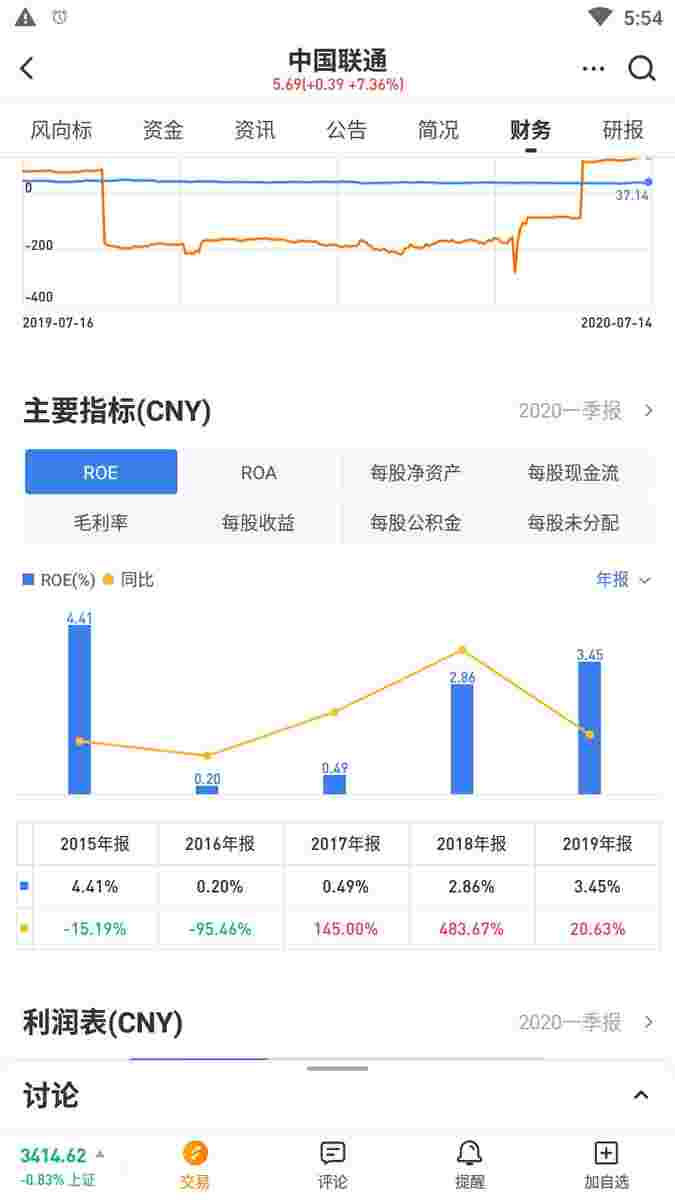 5:54
中国联通
5.69(+0.39 +7.36%)
风向标 资金 资讯 公告 简况 财务 研报
0
37.14
-200
-400
2019-07-16 2020-07-14
主要指标(CNY) 2020一季报
ROE ROA 每股净资产 每股现金流
毛利率 每股收益 每股公积金 每股未分配
ROE(%) 同比 年报
4.41
3.45
2.86
0.49
0.20
2015年报 2016年报 2017年报 2018年报 2019年报
4.41% 0.20% 0.49% 2.86% 3.45%
-15.19% -95.46% 145.00% 483.67% 20.63%
利润表(CNY) 2020一季报
讨论
3414.62
-0.83% 上证
交易 评论 提醒 加自选